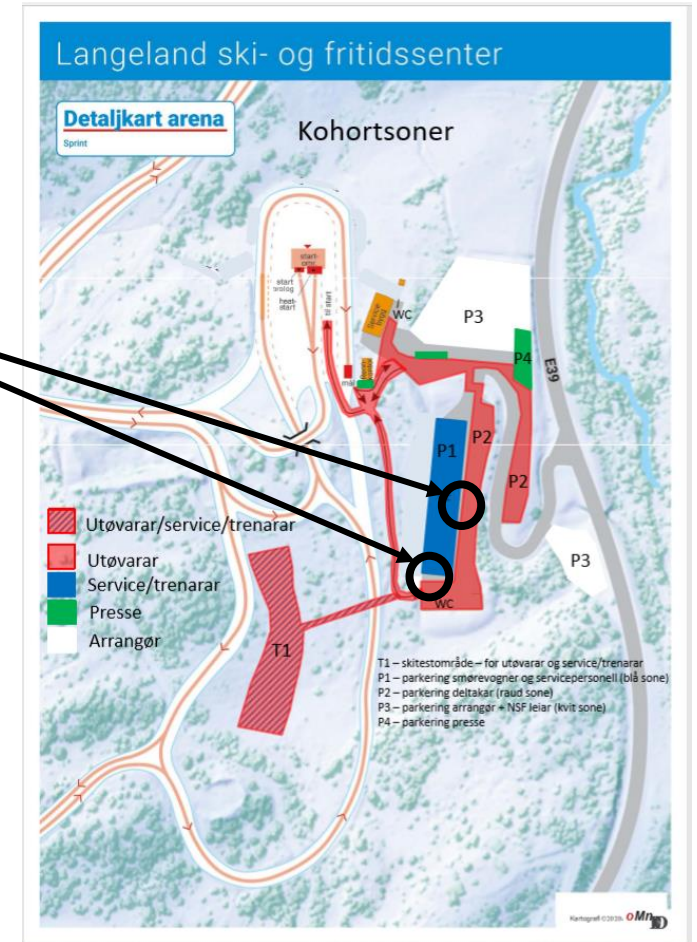 Langeland ski- og fritidssenter
Detaljkart arena
Sprint
Kohortsoner
start-
start
prolog
heat-
start
til start
mål
Service
bygg
WC
P3
P4
E39
P1
P2
P2
P3
WC
T1
Utøvarar/service/trenarar
Utøvarar
Service/trenarar
Presse
Arrangør
T1 – skitestområde – for utøvarar og service/trenarar
P1 – parkering smørevogner og servicepersonell (blå sone)
P2 – parkering deltakar (raud sone)
P3 – parkering arrangør + NSF leiar (kvit sone)
P4 – parkering presse